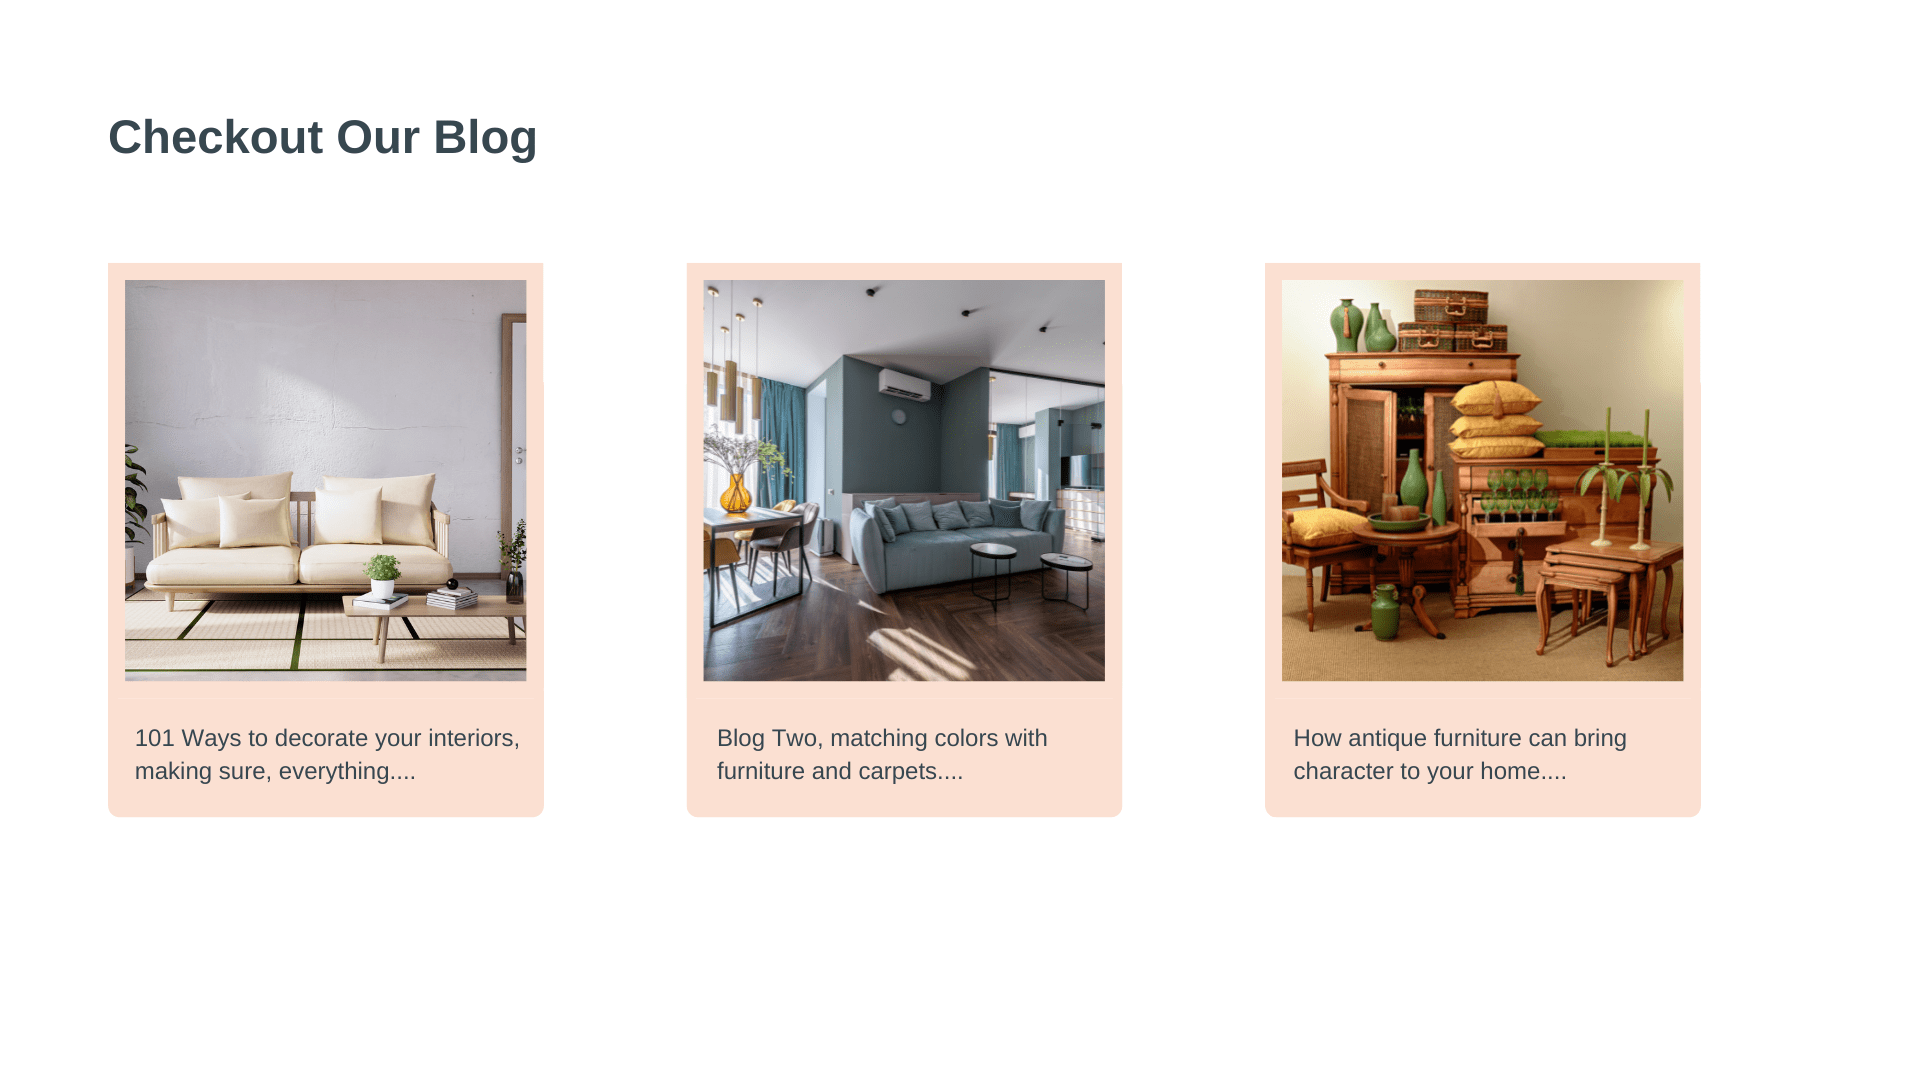 Checkout Our Blog
101 Ways to decorate your interiors,
making sure, everything....
Blog Two, matching colors with
furniture and carpets....
How antique furniture can bring
character to your home....